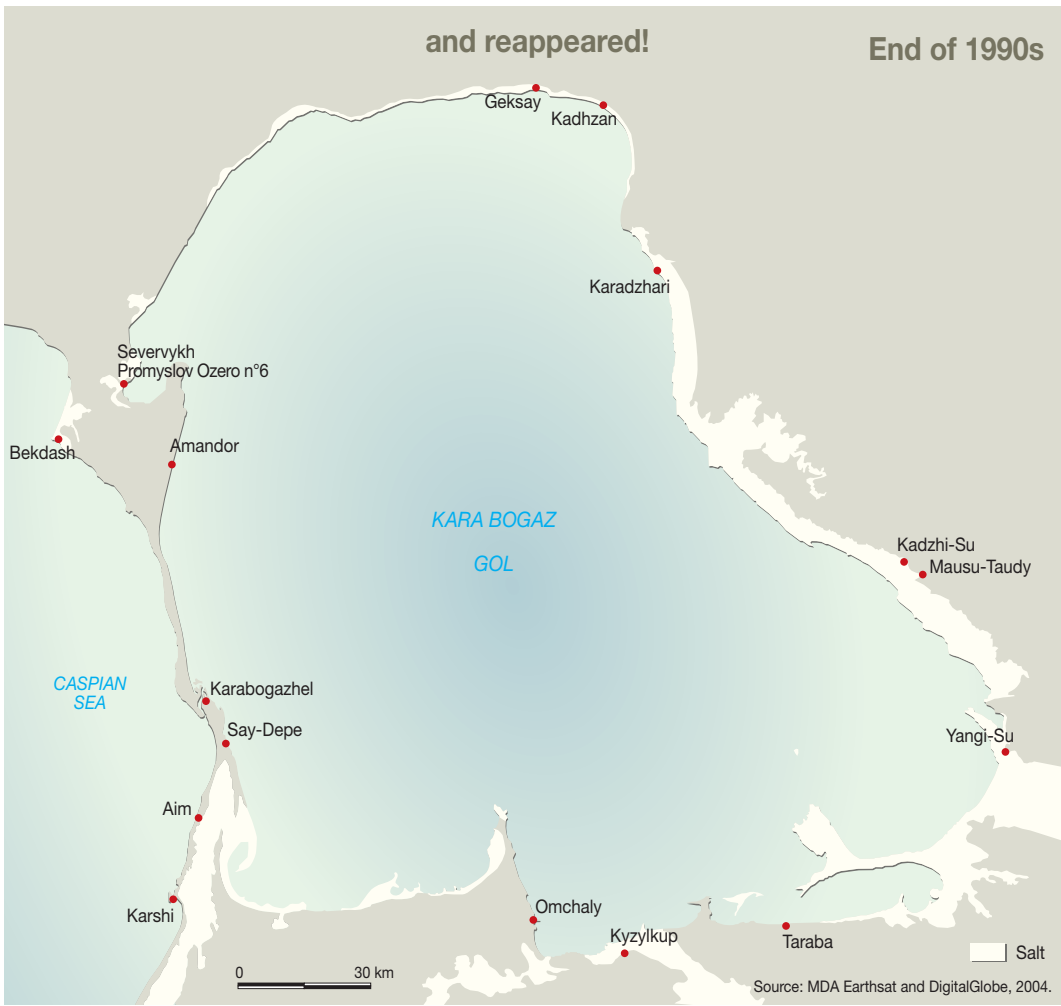 and reappeared!
End of 1990s
Geksay
Kadhzan
Karadzhari
Severvykh
Promyslov Ozero n°6
Bekdash
Amandor
KARA BOGAZ
GOL
Kadzhi-Su
Mausu-Taudy
CASPIAN
SEA
Karabogazhel
Say-Depe
Yangi-Su
Aim
Karshi
Omchaly
Kyzylkup
Taraba
Salt
0 30 km
Source: MDA Earthsat and DigitalGlobe, 2004.